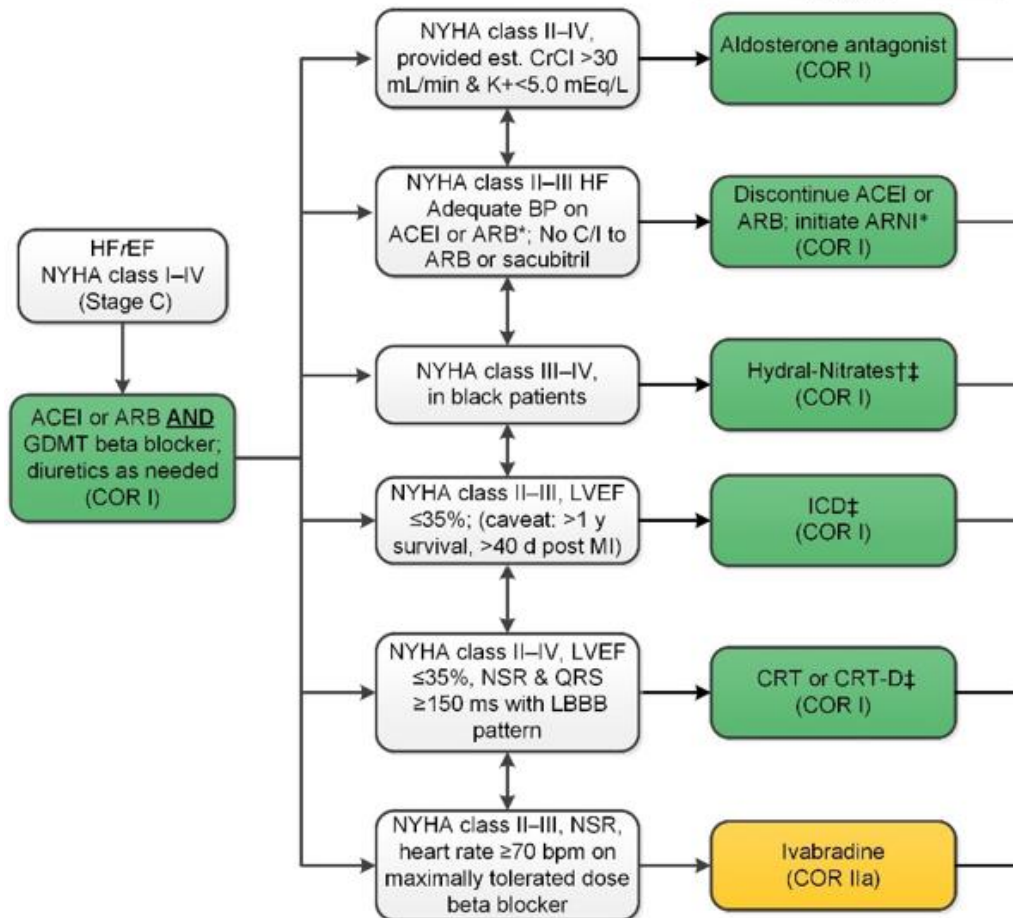 HFrEF
NYHA class I–IV
(Stage C)
ACEI or ARB AND
GDMT beta blocker;
diuretics as needed
(COR I)
NYHA class II–IV,
provided est. CrCl >30
mL/min & K+<5.0 mEq/L
Aldosterone antagonist
(COR I)
NYHA class II–III HF
Adequate BP on
ACEI or ARB*; No C/I to
ARB or sacubitril
Discontinue ACEI or
ARB; initiate ARNI*
(COR I)
NYHA class III–IV,
in black patients
Hydral-Nitrates†‡
(COR I)
NYHA class II–III, LVEF
≤35%; (caveat: >1 y
survival, >40 d post MI)
ICD‡
(COR I)
NYHA class II–IV, LVEF
≤35%, NSR & QRS
≥150 ms with LBBB
pattern
CRT or CRT-D‡
(COR I)
NYHA class II–III, NSR,
heart rate ≥70 bpm on
maximally tolerated dose
beta blocker
Ivabradine
(COR IIa)